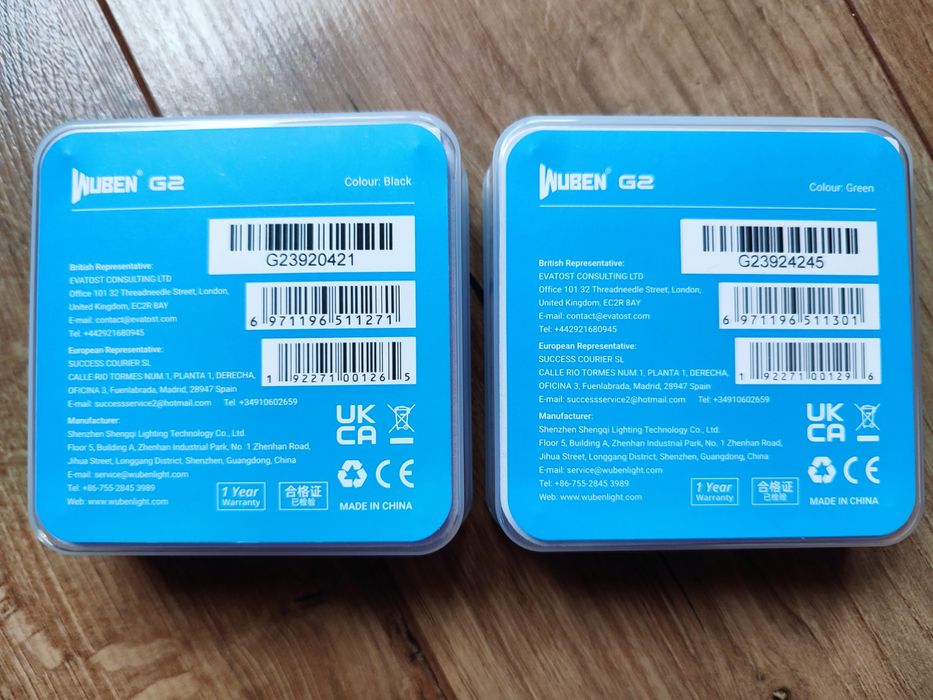 WUBEN® G2
Colour: Black
G23920421
British Representative:
EVATOST CONSULTING LTD
Office 101 32 Threadneedle Street, London,
United Kingdom, EC2R 8AY
E-mail: contact@evatost.com
Tel: +442921680945
6 971196 511271
European Representative:
SUCCESS COURIER SL
CALLE RIO TORMES NUM.1, PLANTA 1, DERECHA,
OFICINA 3, Fuenlabrada, Madrid, 28947 Spain
E-mail: successservice2@hotmail.com Tel: +34910602659
1 92271 00126 5
Manufacturer:
Shenzhen Shengqi Lighting Technology Co., Ltd.
Floor 5, Building A, Zhenhan Industrial Park, No. 1 Zhenhan Road,
Jihua Street, Longgang District, Shenzhen, Guangdong, China
E-mail: service@wubenlight.com
Tel: +86-755-2845 3989
Web: www.wubenlight.com
1 Year
Warranty
合格证
已检验
UK
CA
CE
MADE IN CHINA
WUBEN® G2
Colour: Green
G23924245
British Representative:
EVATOST CONSULTING LTD
Office 101 32 Threadneedle Street, London,
United Kingdom, EC2R 8AY
E-mail: contact@evatost.com
Tel: +442921680945
6 971196 511301
European Representative:
SUCCESS COURIER SL
CALLE RIO TORMES NUM.1, PLANTA 1, DERECHA,
OFICINA 3, Fuenlabrada, Madrid, 28947 Spain
E-mail: successservice2@hotmail.com Tel: +34910602659
1 92271 00129 6
Manufacturer:
Shenzhen Shengqi Lighting Technology Co., Ltd.
Floor 5, Building A, Zhenhan Industrial Park, No. 1 Zhenhan Road,
Jihua Street, Longgang District, Shenzhen, Guangdong, China
E-mail: service@wubenlight.com
Tel: +86-755-2845 3989
Web: www.wubenlight.com
1 Year
Warranty
合格证
已检验
UK
CA
CE
MADE IN CHINA